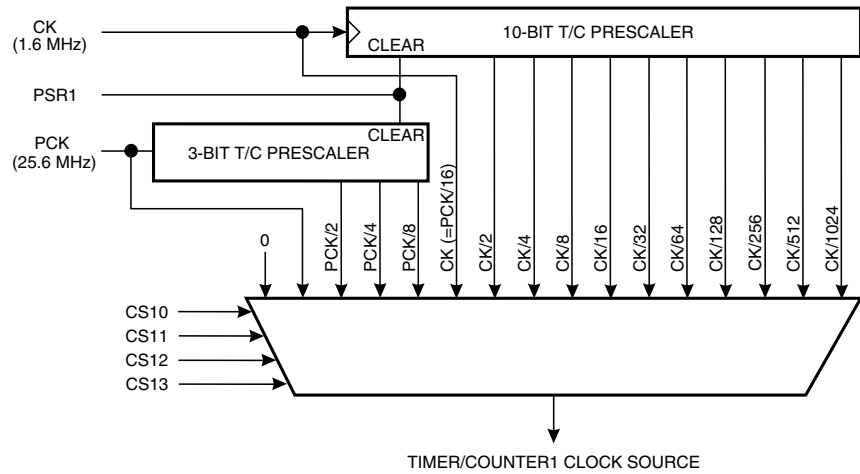 CK
(1.6 MHz)
CLEAR
10-BIT T/C PRESCALER
PSR1
CLEAR
PCK
(25.6 MHz)
3-BIT T/C PRESCALER
0
PCK/2
PCK/4
PCK/8
CK (=PCK/16)
CK/2
CK/4
CK/8
CK/16
CK/32
CK/64
CK/128
CK/256
CK/512
CK/1024
CS10
CS11
CS12
CS13
TIMER/COUNTER1 CLOCK SOURCE